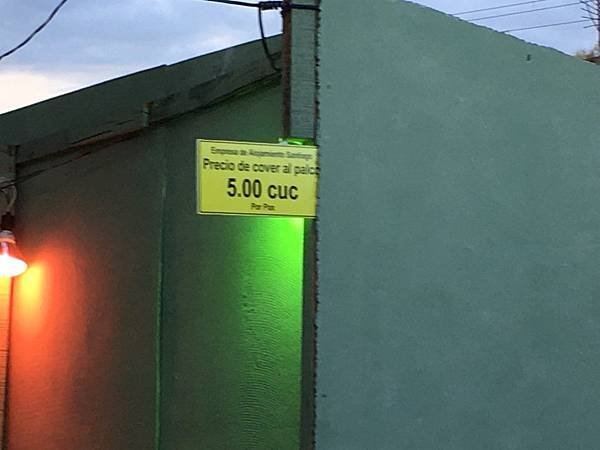 Empresa de Alojamiento Santiago
Precio de cover al palco
5.00 cuc
Por Pax